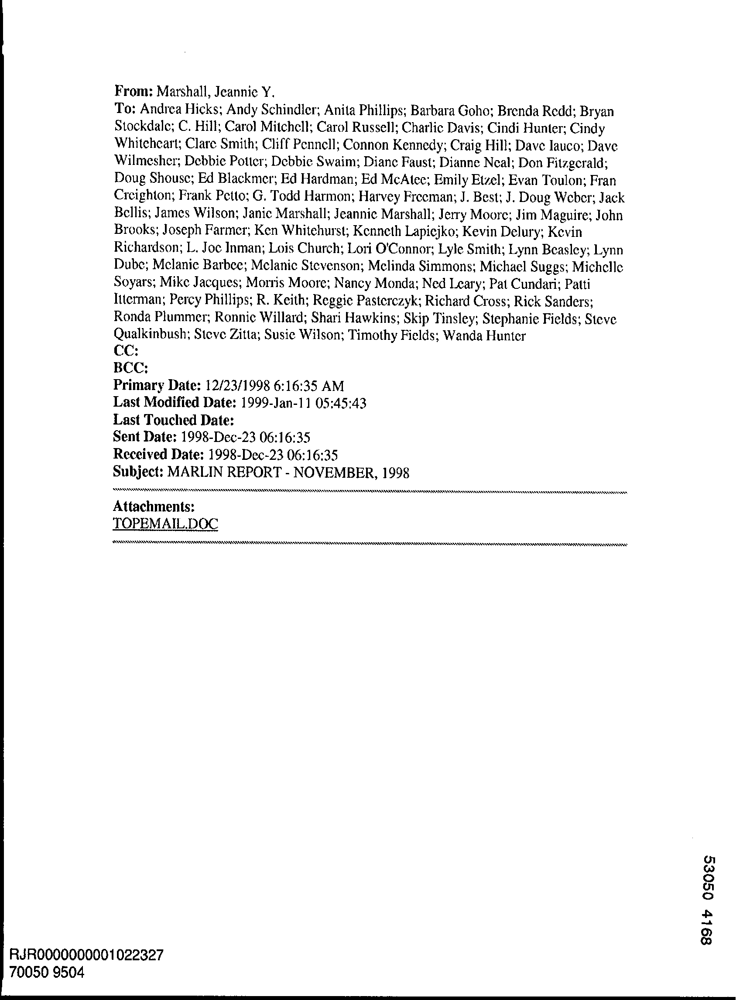 From: Marshall, Jeannie Y.
To: Andrea Hicks; Andy Schindler; Anita Phillips; Barbara Goho; Brenda Redd; Bryan
Stockdale; C. Hill; Carol Mitchell; Carol Russell; Charlie Davis; Cindi Hunter; Cindy
Whiteheart; Clare Smith; Cliff Pennell; Connon Kennedy; Craig Hill; Dave Iauco; Dave
Wilmesher; Debbie Potter; Debbie Swaim; Diane Faust; Dianne Neal; Don Fitzgerald;
Doug Shouse; Ed Blackmer; Ed Hardman; Ed McAtee; Emily Etzel; Evan Toulon; Fran
Creighton; Frank Petto; G. Todd Harmon; Harvey Freeman; J. Best; J. Doug Weber; Jack
Bellis; James Wilson; Janie Marshall; Jeannie Marshall; Jerry Moore; Jim Maguire; John
Brooks; Joseph Farmer; Ken Whitehurst; Kenneth Lapiejko; Kevin Delury; Kevin
Richardson; L. Joe Inman; Lois Church; Lori O'Connor; Lyle Smith; Lynn Beasley; Lynn
Dube; Melanie Barbee; Melanie Stevenson; Melinda Simmons; Michael Suggs; Michelle
Soyars; Mike Jacques; Morris Moore; Nancy Monda; Ned Leary; Pat Cundari; Patti
Itterman; Percy Phillips; R. Keith; Reggie Pasterczyk; Richard Cross; Rick Sanders;
Ronda Plummer; Ronnie Willard; Shari Hawkins; Skip Tinsley; Stephanie Fields; Steve
Qualkinbush; Steve Zitta; Susie Wilson; Timothy Fields; Wanda Hunter
CC:
BCC:
Primary Date: 12/23/1998 6:16:35 AM
Last Modified Date: 1999-Jan-11 05:45:43
Last Touched Date:
Sent Date: 1998-Dec-23 06:16:35
Received Date: 1998-Dec-23 06:16:35
Subject: MARLIN REPORT - NOVEMBER, 1998
Attachments:
TOPEMAIL.DOC
53050 4168
RJR0000000001022327
70050 9504